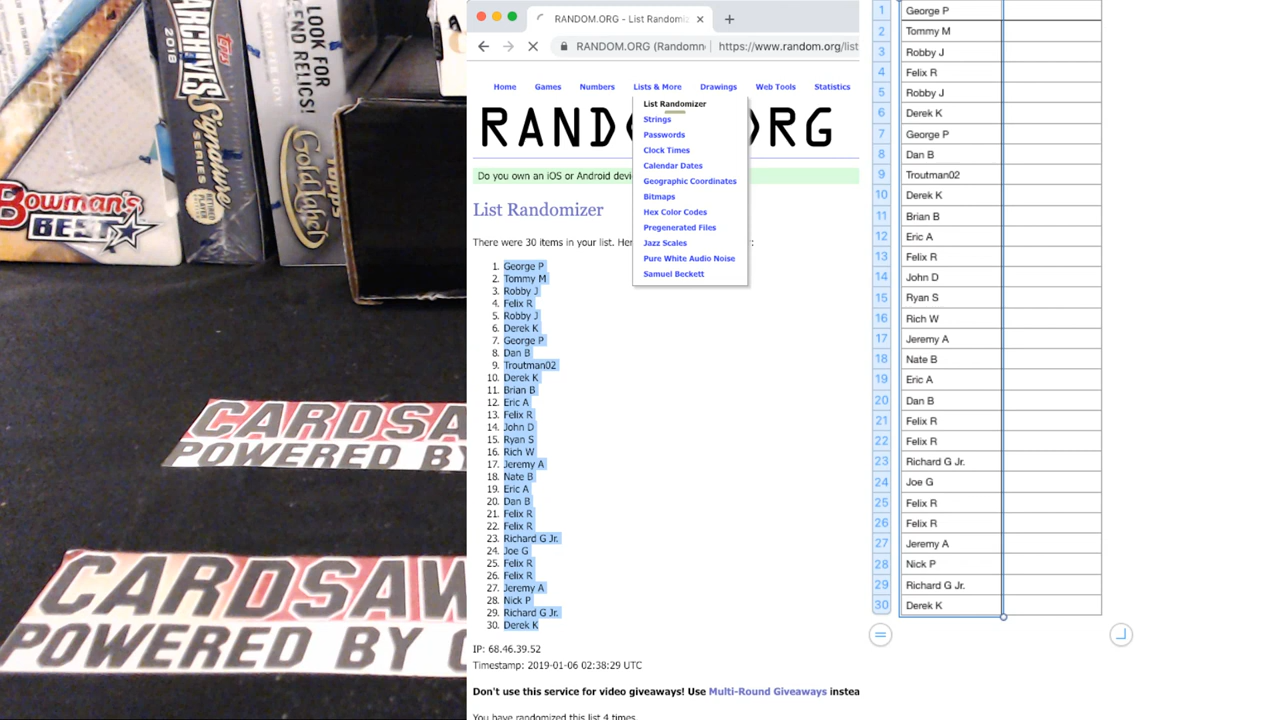 LOOK FOR
AND RELICS!
ARCHIVES
Topps
2018
Signature
SERIES
Topps
Gold Label
Bowman's
BEST
CARDSAW
POWERED BY
CARDSAW
POWERED BY C
RANDOM.ORG - List Randomiz
RANDOM.ORG (Randomn
https://www.random.org/list
Home Games Numbers Lists & More Drawings Web Tools Statistics
List Randomizer
Strings
Passwords
Clock Times
Calendar Dates
Geographic Coordinates
Bitmaps
Hex Color Codes
Pregenerated Files
Jazz Scales
Pure White Audio Noise
Samuel Beckett
RAND RG
Do you own an iOS or Android devi
List Randomizer
There were 30 items in your list. Her
1. George P
2. Tommy M
3. Robby J
4. Felix R
5. Robby J
6. Derek K
7. George P
8. Dan B
9. Troutman02
10. Derek K
11. Brian B
12. Eric A
13. Felix R
14. John D
15. Ryan S
16. Rich W
17. Jeremy A
18. Nate B
19. Eric A
20. Dan B
21. Felix R
22. Felix R
23. Richard G Jr.
24. Joe G
25. Felix R
26. Felix R
27. Jeremy A
28. Nick P
29. Richard G Jr.
30. Derek K
IP: 68.46.39.52
Timestamp: 2019-01-06 02:38:29 UTC
Don't use this service for video giveaways! Use Multi-Round Giveaways instea
You have randomized this list 4 times.
1 George P
2 Tommy M
3 Robby J
4 Felix R
5 Robby J
6 Derek K
7 George P
8 Dan B
9 Troutman02
10 Derek K
11 Brian B
12 Eric A
13 Felix R
14 John D
15 Ryan S
16 Rich W
17 Jeremy A
18 Nate B
19 Eric A
20 Dan B
21 Felix R
22 Felix R
23 Richard G Jr.
24 Joe G
25 Felix R
26 Felix R
27 Jeremy A
28 Nick P
29 Richard G Jr.
30 Derek K